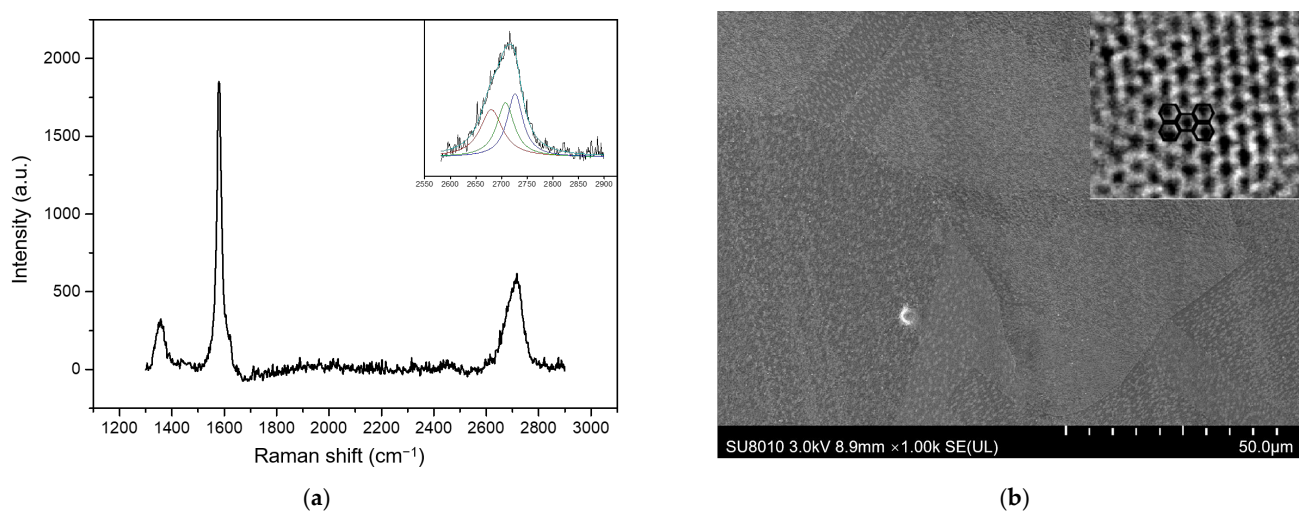 2000
1500
1000
500
0
Intensity (a.u.)
1200 1400 1600 1800 2000 2200 2400 2600 2800 3000
Raman shift (cm⁻¹)
2550 2600 2650 2700 2750 2800 2850 2900
(a)
SU8010 3.0kV 8.9mm ×1.00k SE(UL) 50.0μm
(b)